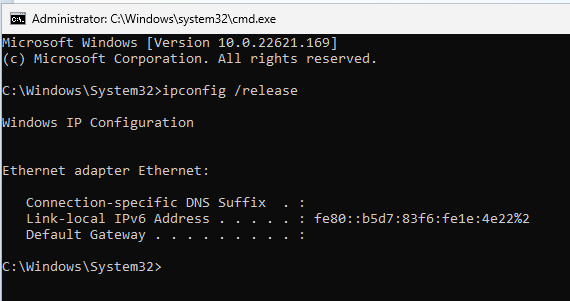 Administrator: C:\Windows\system32\cmd.exe
Microsoft Windows [Version 10.0.22621.169]
(c) Microsoft Corporation. All rights reserved.
C:\Windows\System32>ipconfig /release
Windows IP Configuration
Ethernet adapter Ethernet:
Connection-specific DNS Suffix  . :
Link-local IPv6 Address . . . . . : fe80::b5d7:83f6:fe1e:4e22%2
Default Gateway . . . . . . . . . :
C:\Windows\System32>